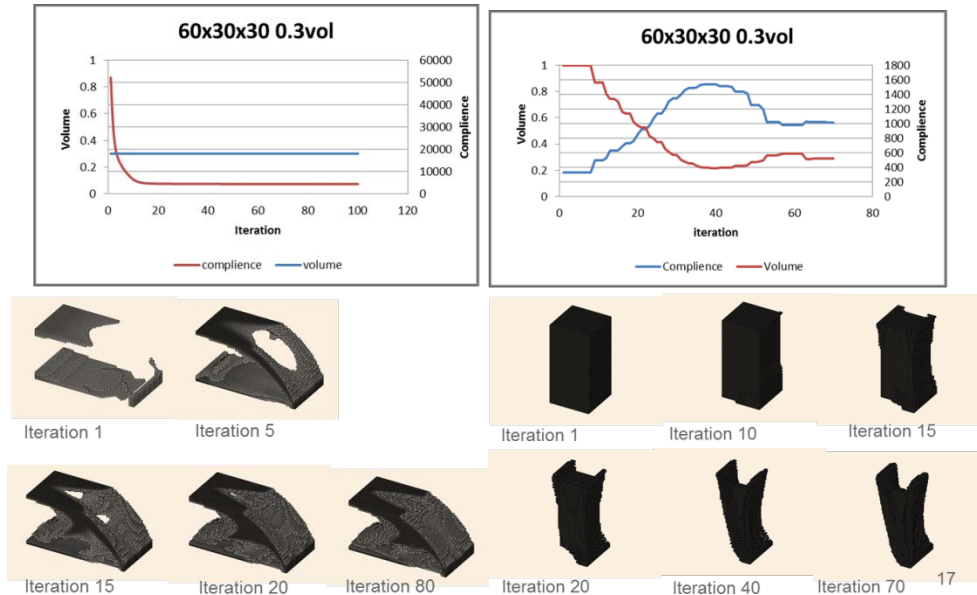 60x30x30 0.3vol
1
0.8
0.6
0.4
0.2
0
Volume
60000
50000
40000
30000
20000
10000
0
Complience
0 20 40 60 80 100 120
Iteration
complience volume
60x30x30 0.3vol
1
0.8
0.6
0.4
0.2
0
Volume
1800
1600
1400
1200
1000
800
600
400
200
0
Complience
0 20 40 60 80
iteration
Complience Volume
Iteration 1 Iteration 5
Iteration 15 Iteration 20 Iteration 80
Iteration 1 Iteration 10 Iteration 15
Iteration 20 Iteration 40 Iteration 70
17